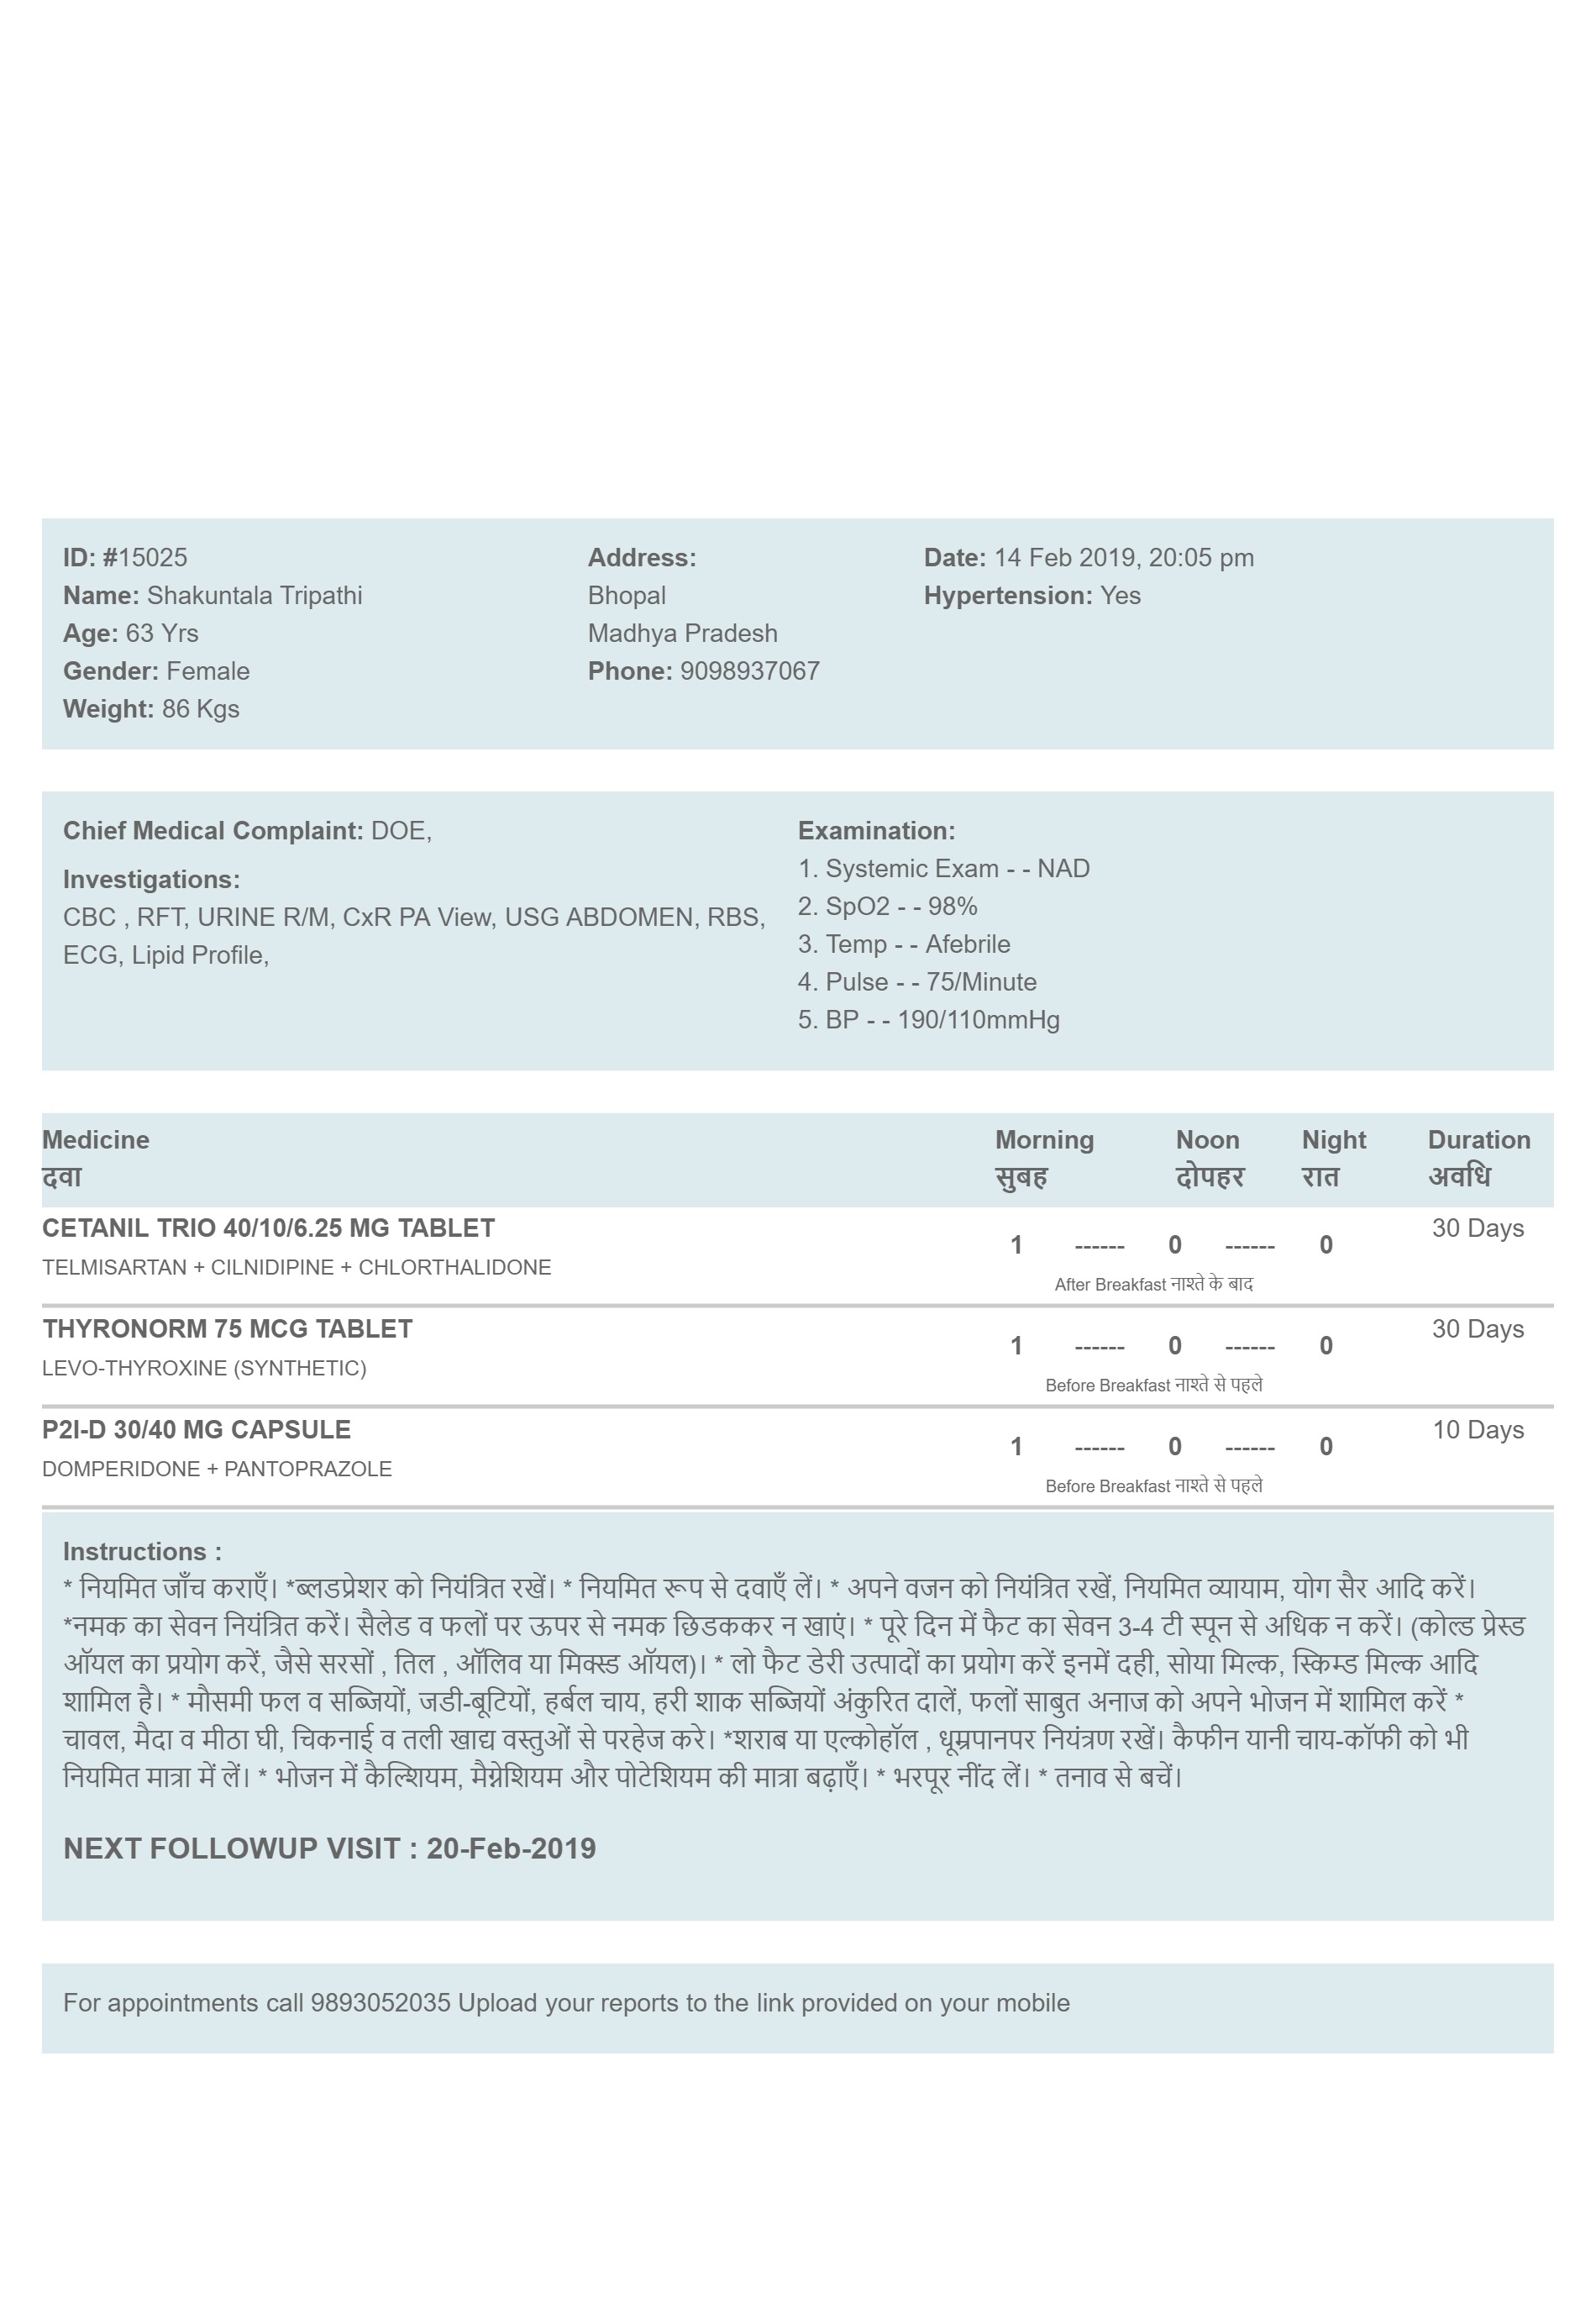 ID: #15025
Name: Shakuntala Tripathi
Age: 63 Yrs
Gender: Female
Weight: 86 Kgs
Address:
Bhopal
Madhya Pradesh
Phone: 9098937067
Date: 14 Feb 2019, 20:05 pm
Hypertension: Yes
Chief Medical Complaint: DOE,
Investigations:
CBC , RFT, URINE R/M, CxR PA View, USG ABDOMEN, RBS,
ECG, Lipid Profile,
Examination:
1. Systemic Exam - - NAD
2. SpO2 - - 98%
3. Temp - - Afebrile
4. Pulse - - 75/Minute
5. BP - - 190/110mmHg
Medicine Morning Noon Night Duration
दवा सुबह दोपहर रात अवधि
CETANIL TRIO 40/10/6.25 MG TABLET 30 Days
1 ------ 0 ------ 0
TELMISARTAN + CILNIDIPINE + CHLORTHALIDONE
After Breakfast नाश्ते के बाद
THYRONORM 75 MCG TABLET 30 Days
1 ------ 0 ------ 0
LEVO-THYROXINE (SYNTHETIC)
Before Breakfast नाश्ते से पहले
P2I-D 30/40 MG CAPSULE 10 Days
1 ------ 0 ------ 0
DOMPERIDONE + PANTOPRAZOLE
Before Breakfast नाश्ते से पहले
Instructions :
* नियमित जाँच कराएँ। *ब्लडप्रेशर को नियंत्रित रखें। * नियमित रूप से दवाएँ लें। * अपने वजन को नियंत्रित रखें, नियमित व्यायाम, योग सैर आदि करें।
*नमक का सेवन नियंत्रित करें। सैलेड व फलों पर ऊपर से नमक छिडककर न खाएं। * पूरे दिन में फैट का सेवन 3-4 टी स्पून से अधिक न करें। (कोल्ड प्रेस्ड
ऑयल का प्रयोग करें, जैसे सरसों , तिल , ऑलिव या मिक्स्ड ऑयल)। * लो फैट डेरी उत्पादों का प्रयोग करें इनमें दही, सोया मिल्क, स्किम्ड मिल्क आदि
शामिल है। * मौसमी फल व सब्जियों, जडी-बूटियों, हर्बल चाय, हरी शाक सब्जियों अंकुरित दालें, फलों साबुत अनाज को अपने भोजन में शामिल करें *
चावल, मैदा व मीठा घी, चिकनाई व तली खाद्य वस्तुओं से परहेज करे। *शराब या एल्कोहॉल , धूम्रपानपर नियंत्रण रखें। कैफीन यानी चाय-कॉफी को भी
नियमित मात्रा में लें। * भोजन में कैल्शियम, मैग्नेशियम और पोटेशियम की मात्रा बढ़ाएँ। * भरपूर नींद लें। * तनाव से बचें।
NEXT FOLLOWUP VISIT : 20-Feb-2019
For appointments call 9893052035 Upload your reports to the link provided on your mobile